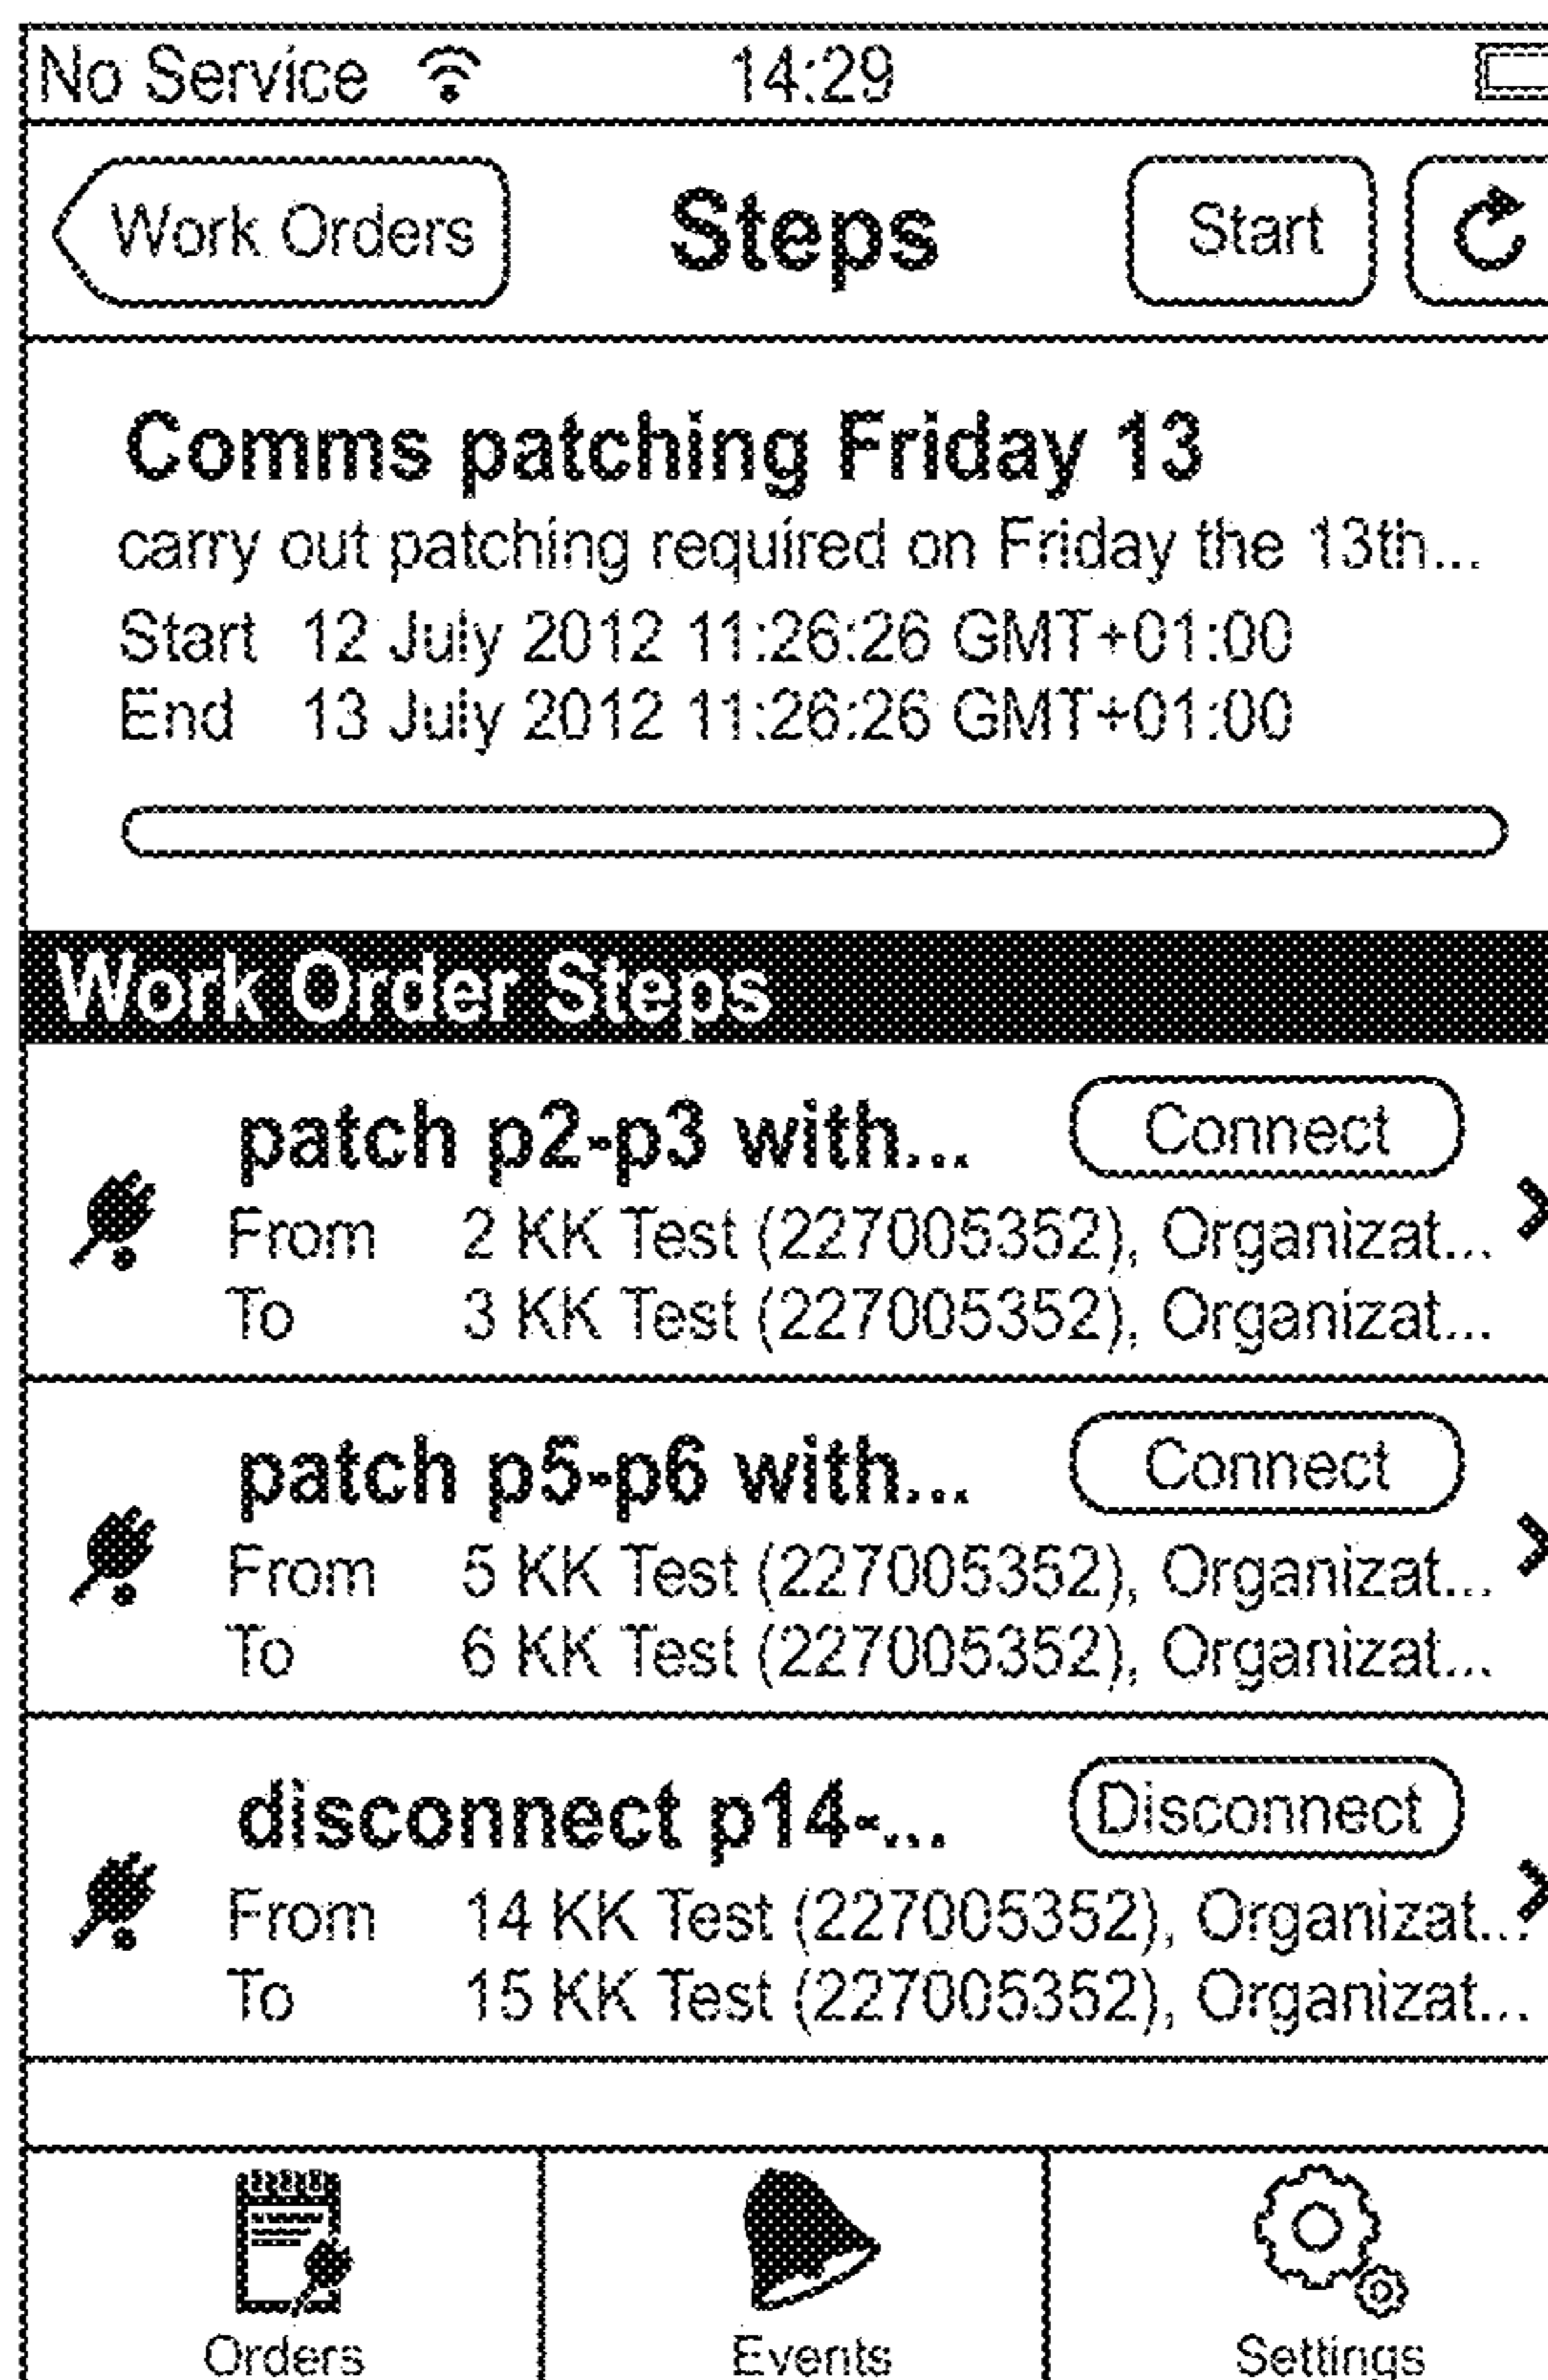 No Service 14:29
Work Orders Steps Start
Comms patching Friday 13
carry out patching required on Friday the 13th...
Start 12 July 2012 11:26:26 GMT+01:00
End 13 July 2012 11:26:26 GMT+01:00
Work Order Steps
patch p2-p3 with... Connect
From 2 KK Test (227005352), Organizat...
To 3 KK Test (227005352), Organizat...
patch p5-p6 with... Connect
From 5 KK Test (227005352), Organizat...
To 6 KK Test (227005352), Organizat...
disconnect p14-... Disconnect
From 14 KK Test (227005352), Organizat...
To 15 KK Test (227005352), Organizat...
Orders Events Settings